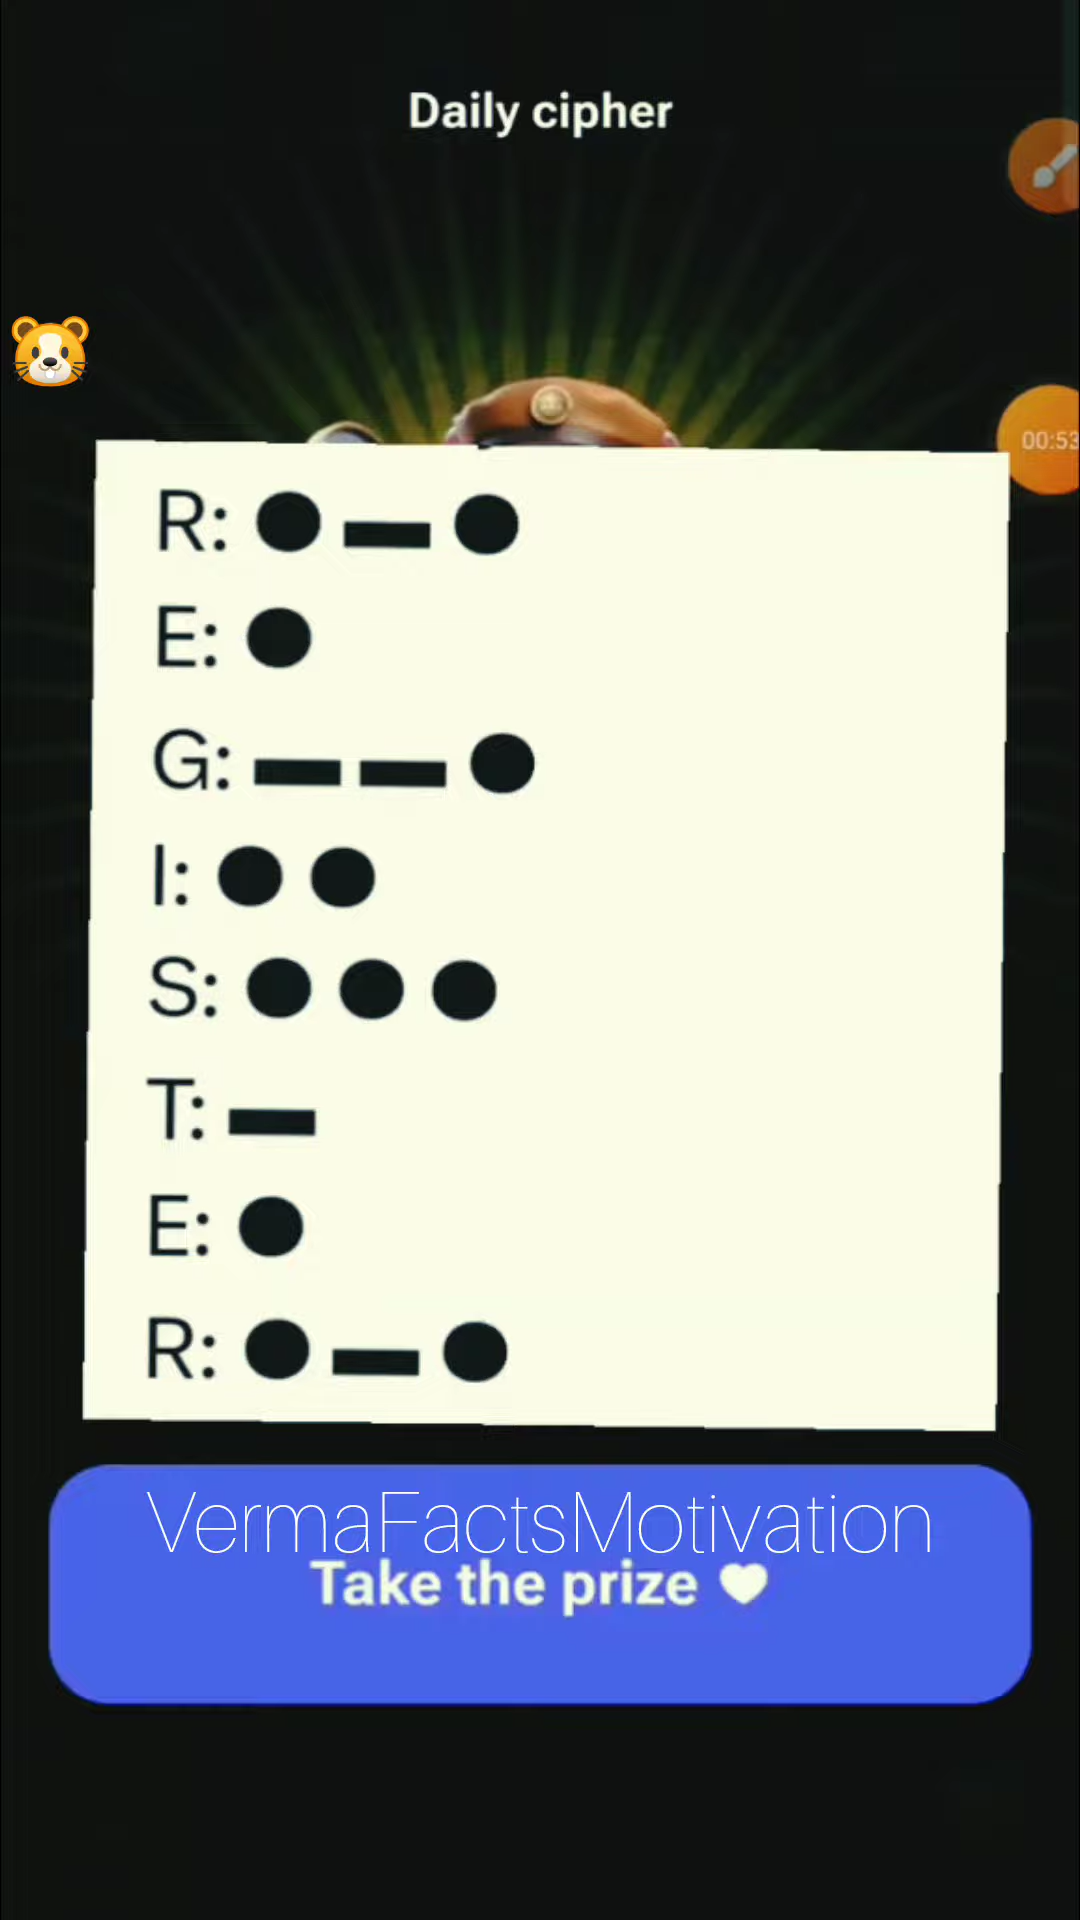 Daily cipher
00:53
R: ● ▬ ●
E: ●
G: ▬ ▬ ●
I: ● ●
S: ● ● ●
T: ▬
E: ●
R: ● ▬ ●
VermaFactsMotivation
Take the prize